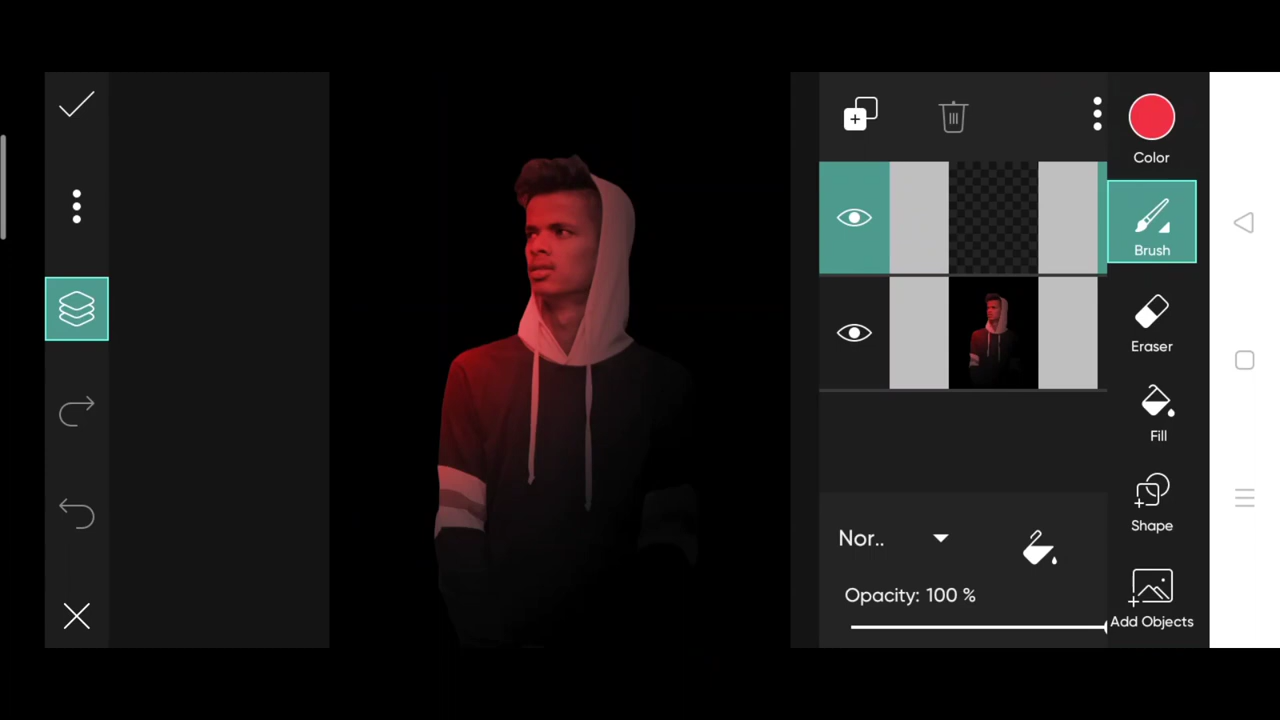 Color
Brush
Eraser
Fill
Shape
Nor..
Opacity: 100 %
Add Objects